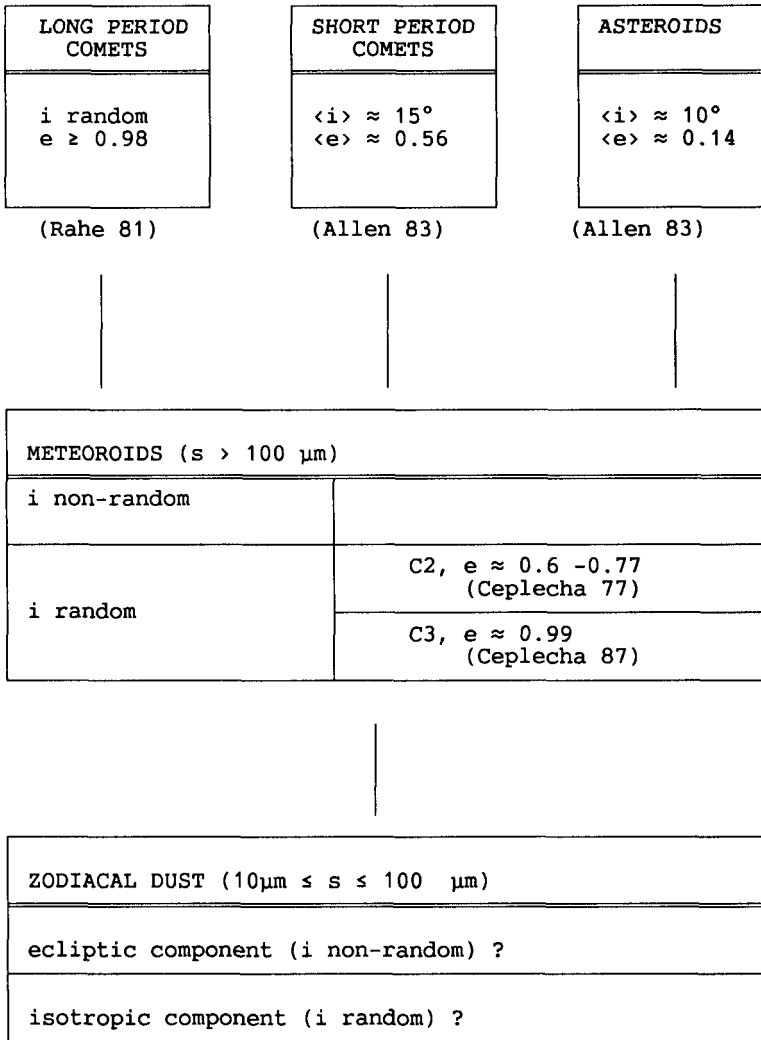 LONG PERIOD
COMETS
i random
e ≥ 0.98
(Rahe 81)
SHORT PERIOD
COMETS
<i> ≈ 15°
<e> ≈ 0.56
(Allen 83)
ASTEROIDS
<i> ≈ 10°
<e> ≈ 0.14
(Allen 83)
METEOROIDS (s > 100 μm)
i non-random
i random
C2, e ≈ 0.6 -0.77
(Ceplecha 77)
C3, e ≈ 0.99
(Ceplecha 87)
ZODIACAL DUST (10μm ≤ s ≤ 100 μm)
ecliptic component (i non-random) ?
isotropic component (i random) ?